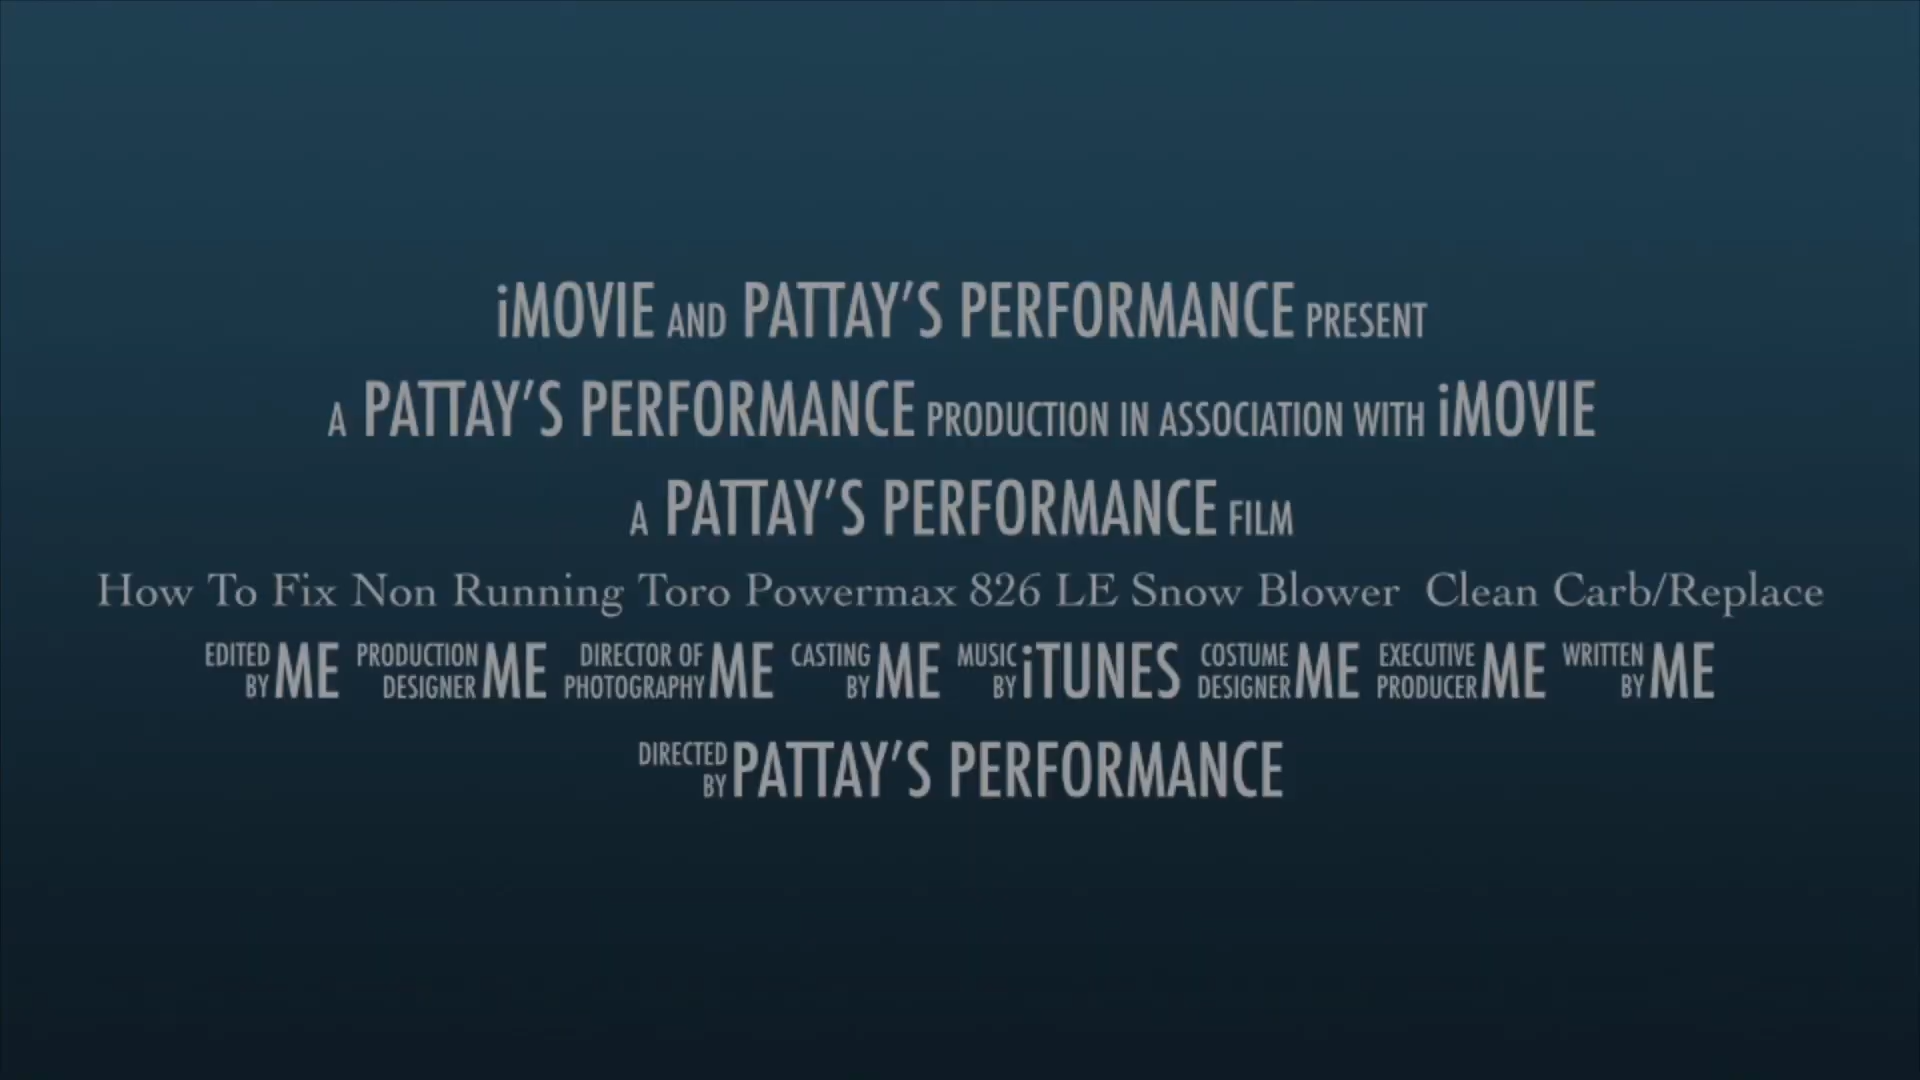 iMOVIE AND PATTAY'S PERFORMANCE PRESENT
A PATTAY'S PERFORMANCE PRODUCTION IN ASSOCIATION WITH iMOVIE
A PATTAY'S PERFORMANCE FILM
How To Fix Non Running Toro Powermax 826 LE Snow Blower  Clean Carb/Replace
EDITED BY ME PRODUCTION DESIGNER ME DIRECTOR OF PHOTOGRAPHY ME CASTING BY ME MUSIC BY iTUNES COSTUME DESIGNER ME EXECUTIVE PRODUCER ME WRITTEN BY ME
DIRECTED BY PATTAY'S PERFORMANCE